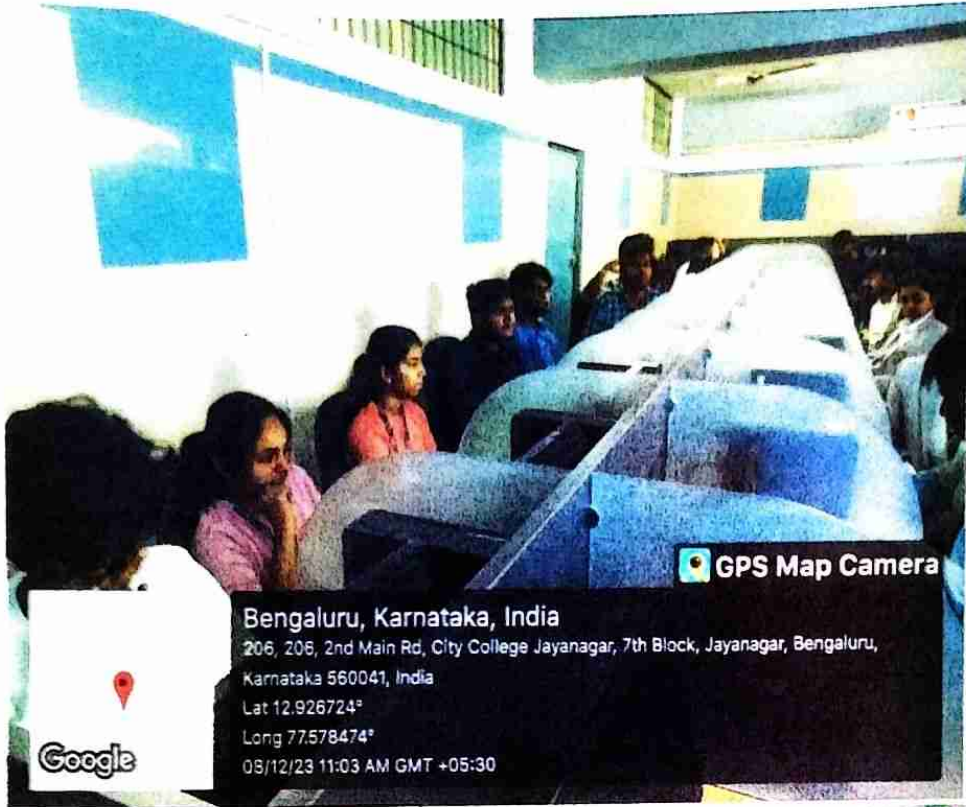 GPS Map Camera
Bengaluru, Karnataka, India
206, 206, 2nd Main Rd, City College Jayanagar, 7th Block, Jayanagar, Bengaluru,
Karnataka 560041, India
Lat 12.926724°
Long 77.578474°
08/12/23 11:03 AM GMT +05:30
Google